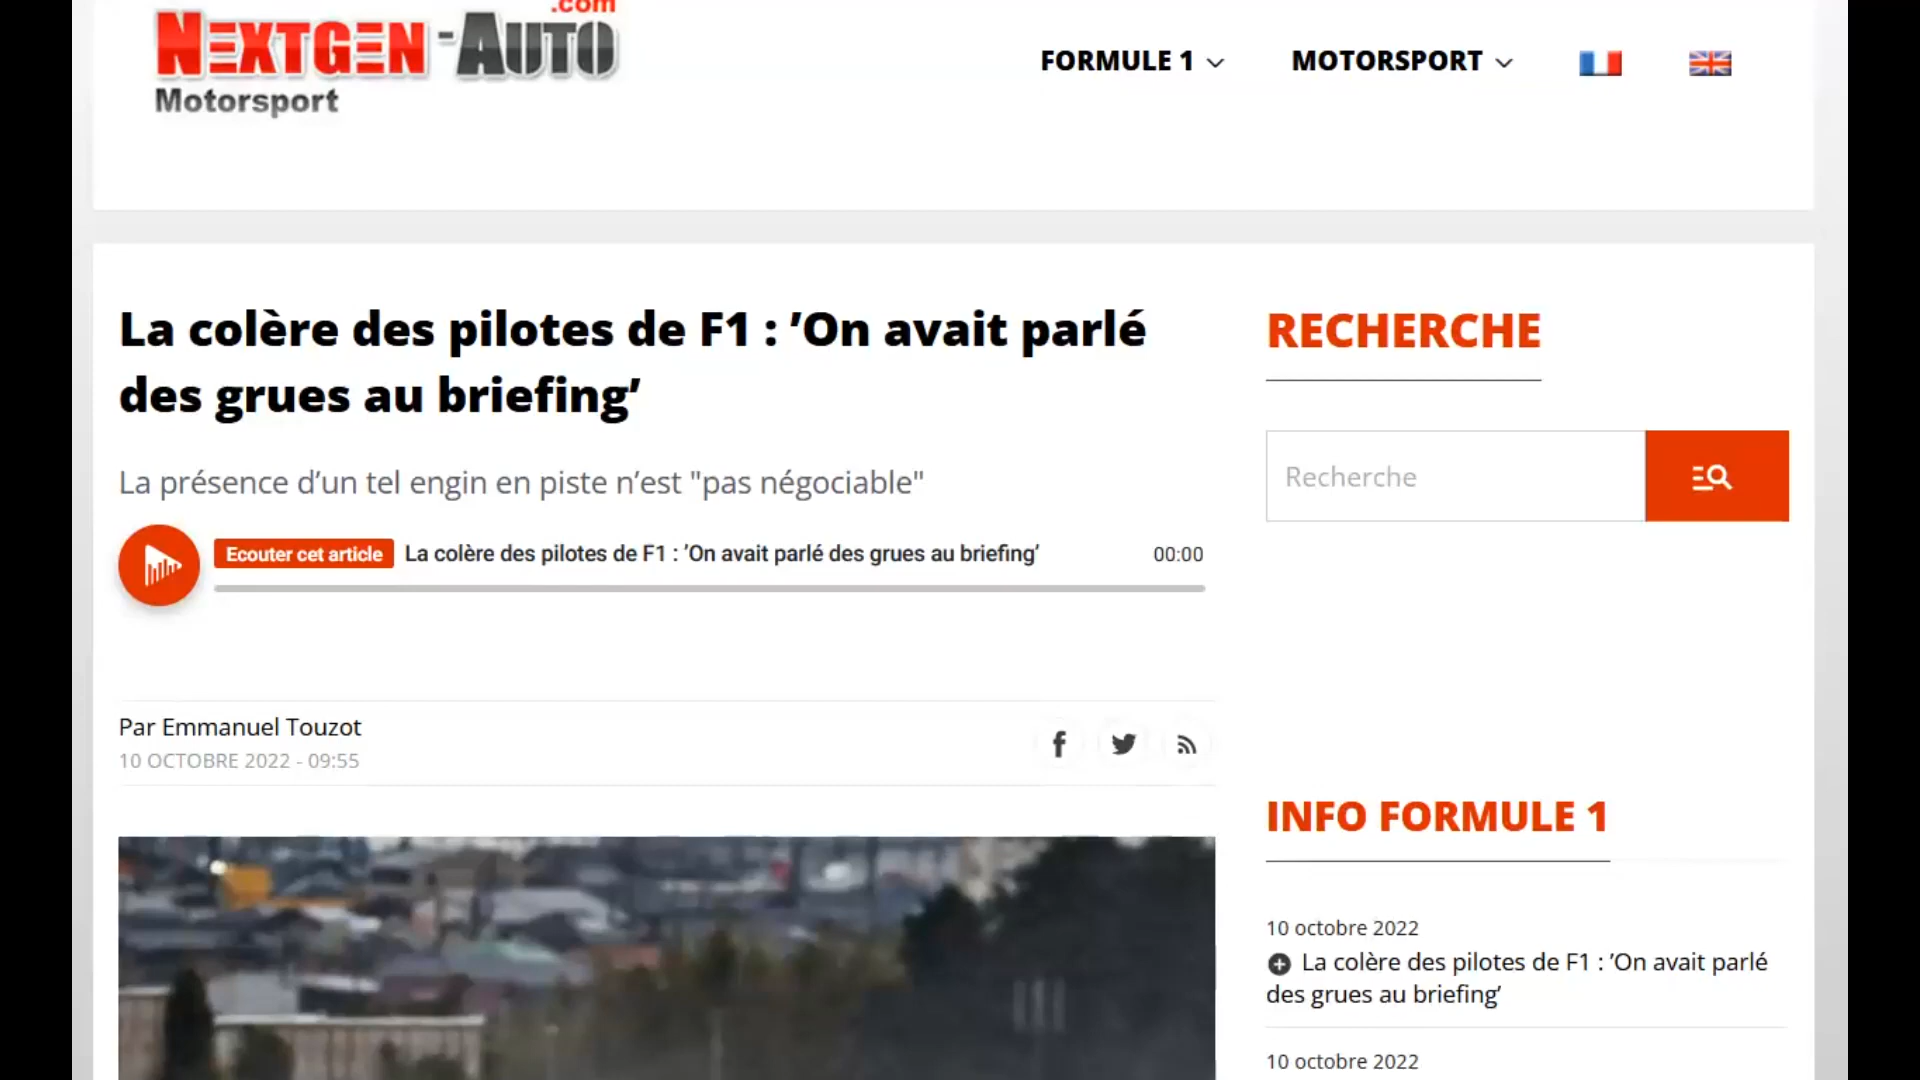 .com
NEXTGEN-AUTO
Motorsport
FORMULE 1
MOTORSPORT
La colère des pilotes de F1 : ’On avait parlé
des grues au briefing’
La présence d’un tel engin en piste n’est "pas négociable"
Ecouter cet article
La colère des pilotes de F1 : ’On avait parlé des grues au briefing’
00:00
Par Emmanuel Touzot
10 OCTOBRE 2022 - 09:55
RECHERCHE
Recherche
INFO FORMULE 1
10 octobre 2022
La colère des pilotes de F1 : ’On avait parlé
des grues au briefing’
10 octobre 2022